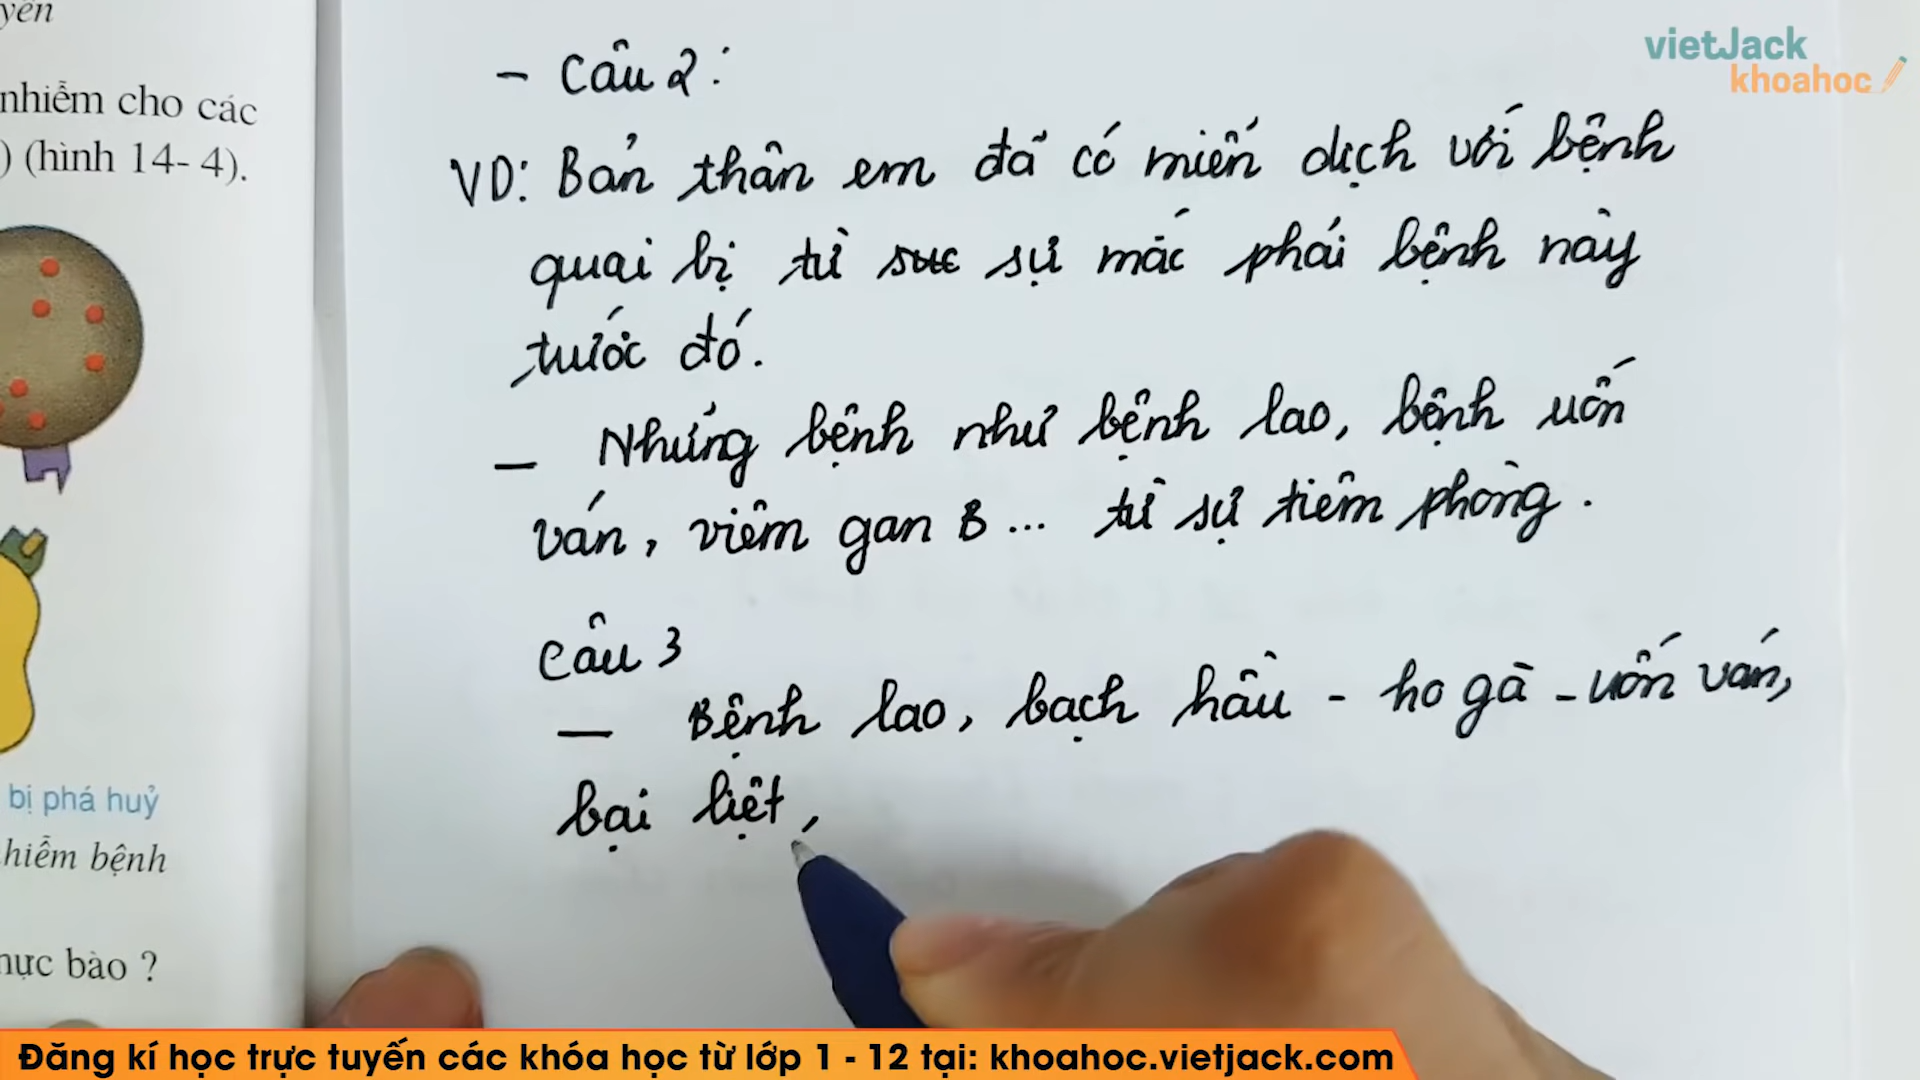 yễn
nhiễm cho các
) (hình 14- 4).
bị phá huỷ
hiễm bệnh
hực bào ?
vietJack
khoahoc
- Câu 2:
VD: Bản thân em đã có miễn dịch với bệnh
quai bị từ suc sự mắc phải bệnh này
trước đó.
- Những bệnh như bệnh lao, bệnh uốn
ván, viêm gan B ... từ sự tiêm phòng.
Câu 3
- Bệnh lao, bạch hầu - ho gà - uốn ván,
bại liệt,
Đăng kí học trực tuyến các khóa học từ lớp 1 - 12 tại: khoahoc.vietjack.com